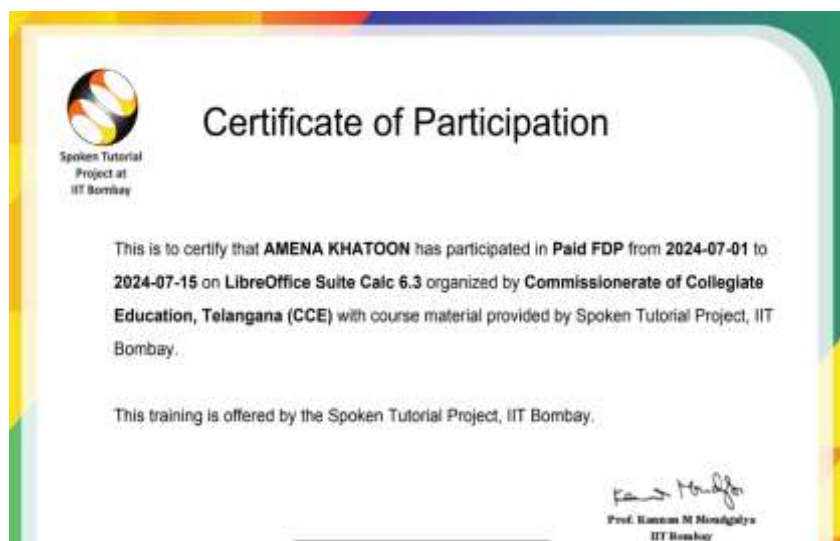 Certificate of Participation
Spoken Tutorial
Project at
IIT Bombay
This is to certify that AMENA KHATOON has participated in Paid FDP from 2024-07-01 to
2024-07-15 on LibreOffice Suite Calc 6.3 organized by Commissionerate of Collegiate
Education, Telangana (CCE) with course material provided by Spoken Tutorial Project, IIT
Bombay.
This training is offered by the Spoken Tutorial Project, IIT Bombay.
Prof. Kannan M Moudgalya
IIT Bombay